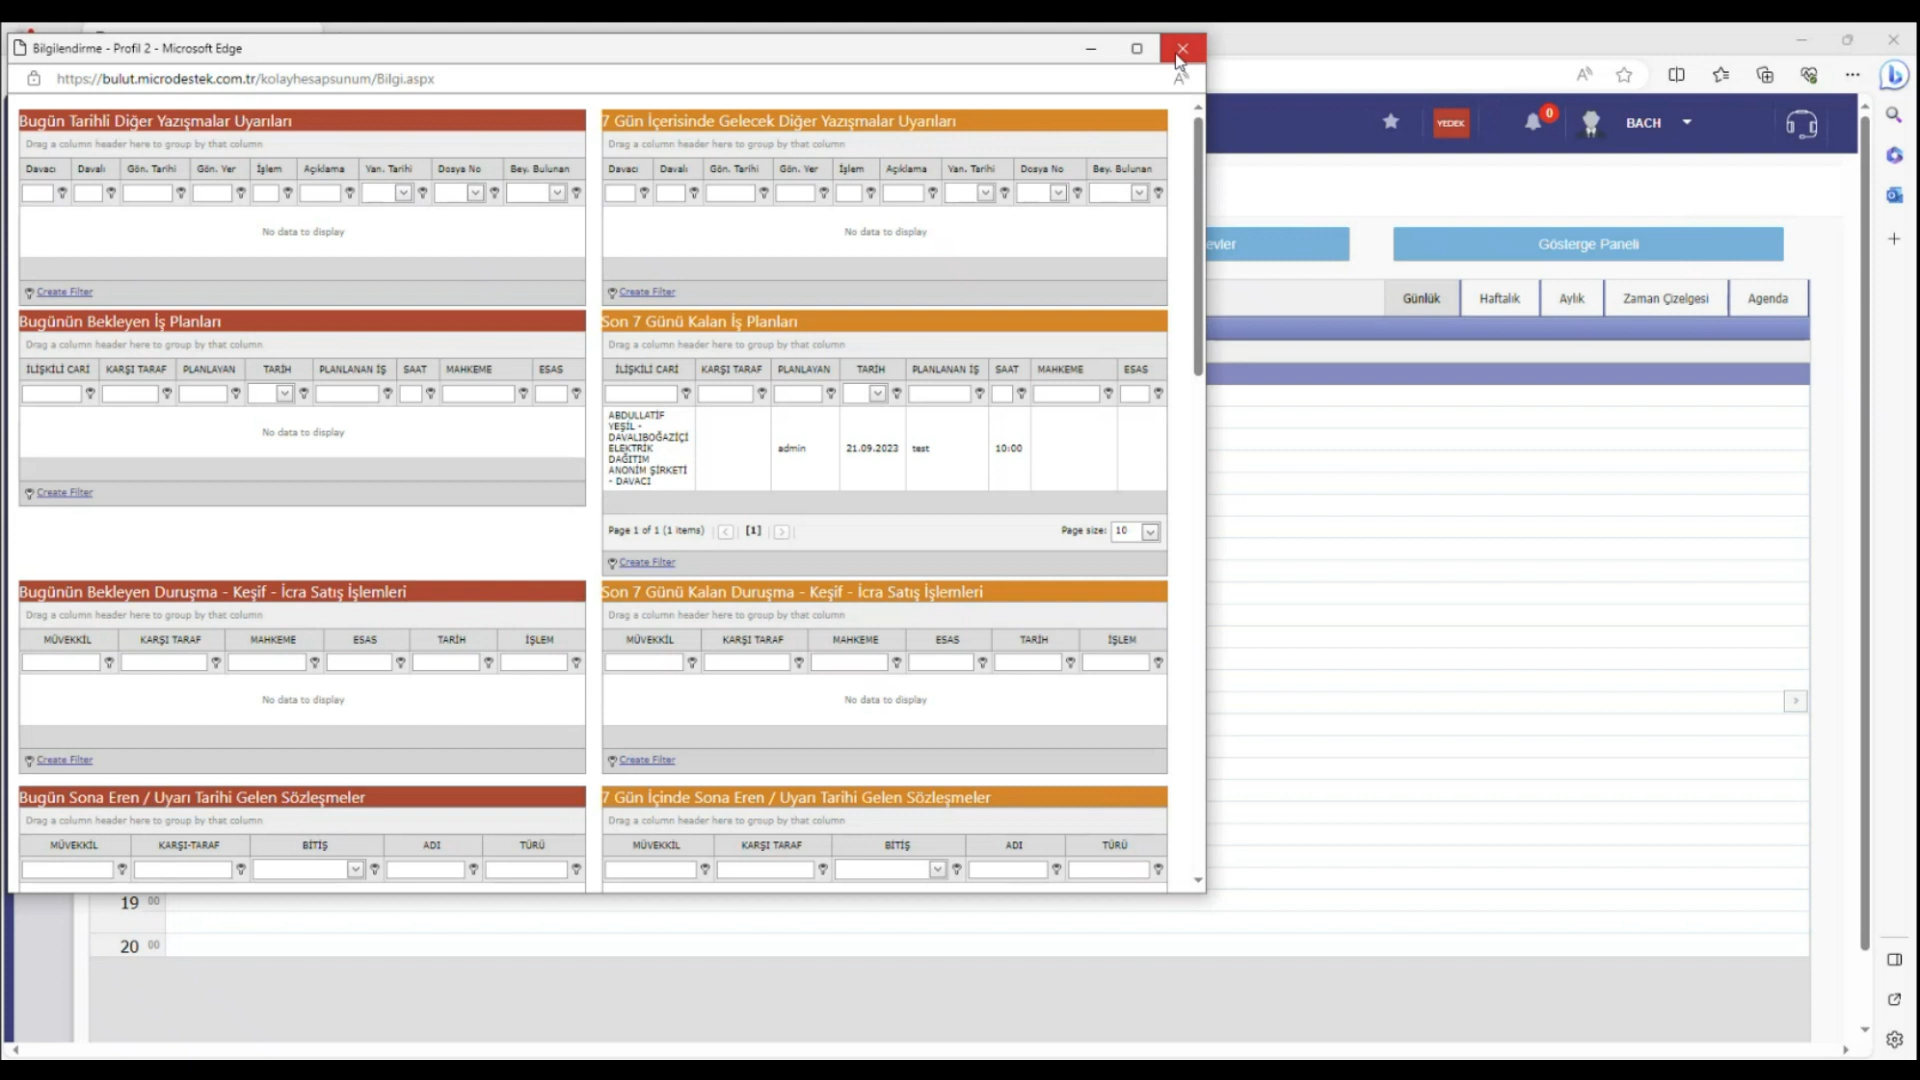 Bilgilendirme - Profil 2 - Microsoft Edge
https://bulut.microdestek.com.tr/kolayhesapsunum/Bilgi.aspx
YEDEK
0
BACH
evler
Gösterge Paneli
Günlük Haftalık Aylık Zaman Çizelgesi Agenda
Bugün Tarihli Diğer Yazışmalar Uyarıları
Drag a column header here to group by that column
Davacı Davalı Gön. Tarihi Gön. Yer İşlem Açıklama Yan. Tarihi Dosya No Bey. Bulunan
No data to display
Create Filter
7 Gün İçerisinde Gelecek Diğer Yazışmalar Uyarıları
Drag a column header here to group by that column
Davacı Davalı Gön. Tarihi Gön. Yer İşlem Açıklama Yan. Tarihi Dosya No Bey. Bulunan
No data to display
Create Filter
Bugünün Bekleyen İş Planları
Drag a column header here to group by that column
İLİŞKİLİ CARİ KARŞI TARAF PLANLAYAN TARİH PLANLANAN İŞ SAAT MAHKEME ESAS
No data to display
Create Filter
Son 7 Günü Kalan İş Planları
Drag a column header here to group by that column
İLİŞKİLİ CARİ KARŞI TARAF PLANLAYAN TARİH PLANLANAN İŞ SAAT MAHKEME ESAS
ABDULLATİF
YEŞİL -
DAVALIBOĞAZİÇİ
ELEKTRİK
DAĞITIM
ANONİM ŞİRKETİ
- DAVACI
admin 21.09.2023 test 10:00
Page 1 of 1 (1 items) [1] Page size: 10
Create Filter
Bugünün Bekleyen Duruşma - Keşif - İcra Satış İşlemleri
Drag a column header here to group by that column
MÜVEKKİL KARŞI TARAF MAHKEME ESAS TARİH İŞLEM
No data to display
Create Filter
Son 7 Günü Kalan Duruşma - Keşif - İcra Satış İşlemleri
Drag a column header here to group by that column
MÜVEKKİL KARŞI TARAF MAHKEME ESAS TARİH İŞLEM
No data to display
Create Filter
Bugün Sona Eren / Uyarı Tarihi Gelen Sözleşmeler
Drag a column header here to group by that column
MÜVEKKİL KARŞI-TARAF BİTİŞ ADI TÜRÜ
7 Gün İçinde Sona Eren / Uyarı Tarihi Gelen Sözleşmeler
Drag a column header here to group by that column
MÜVEKKİL KARŞI TARAF BİTİŞ ADI TÜRÜ
19 00
20 00